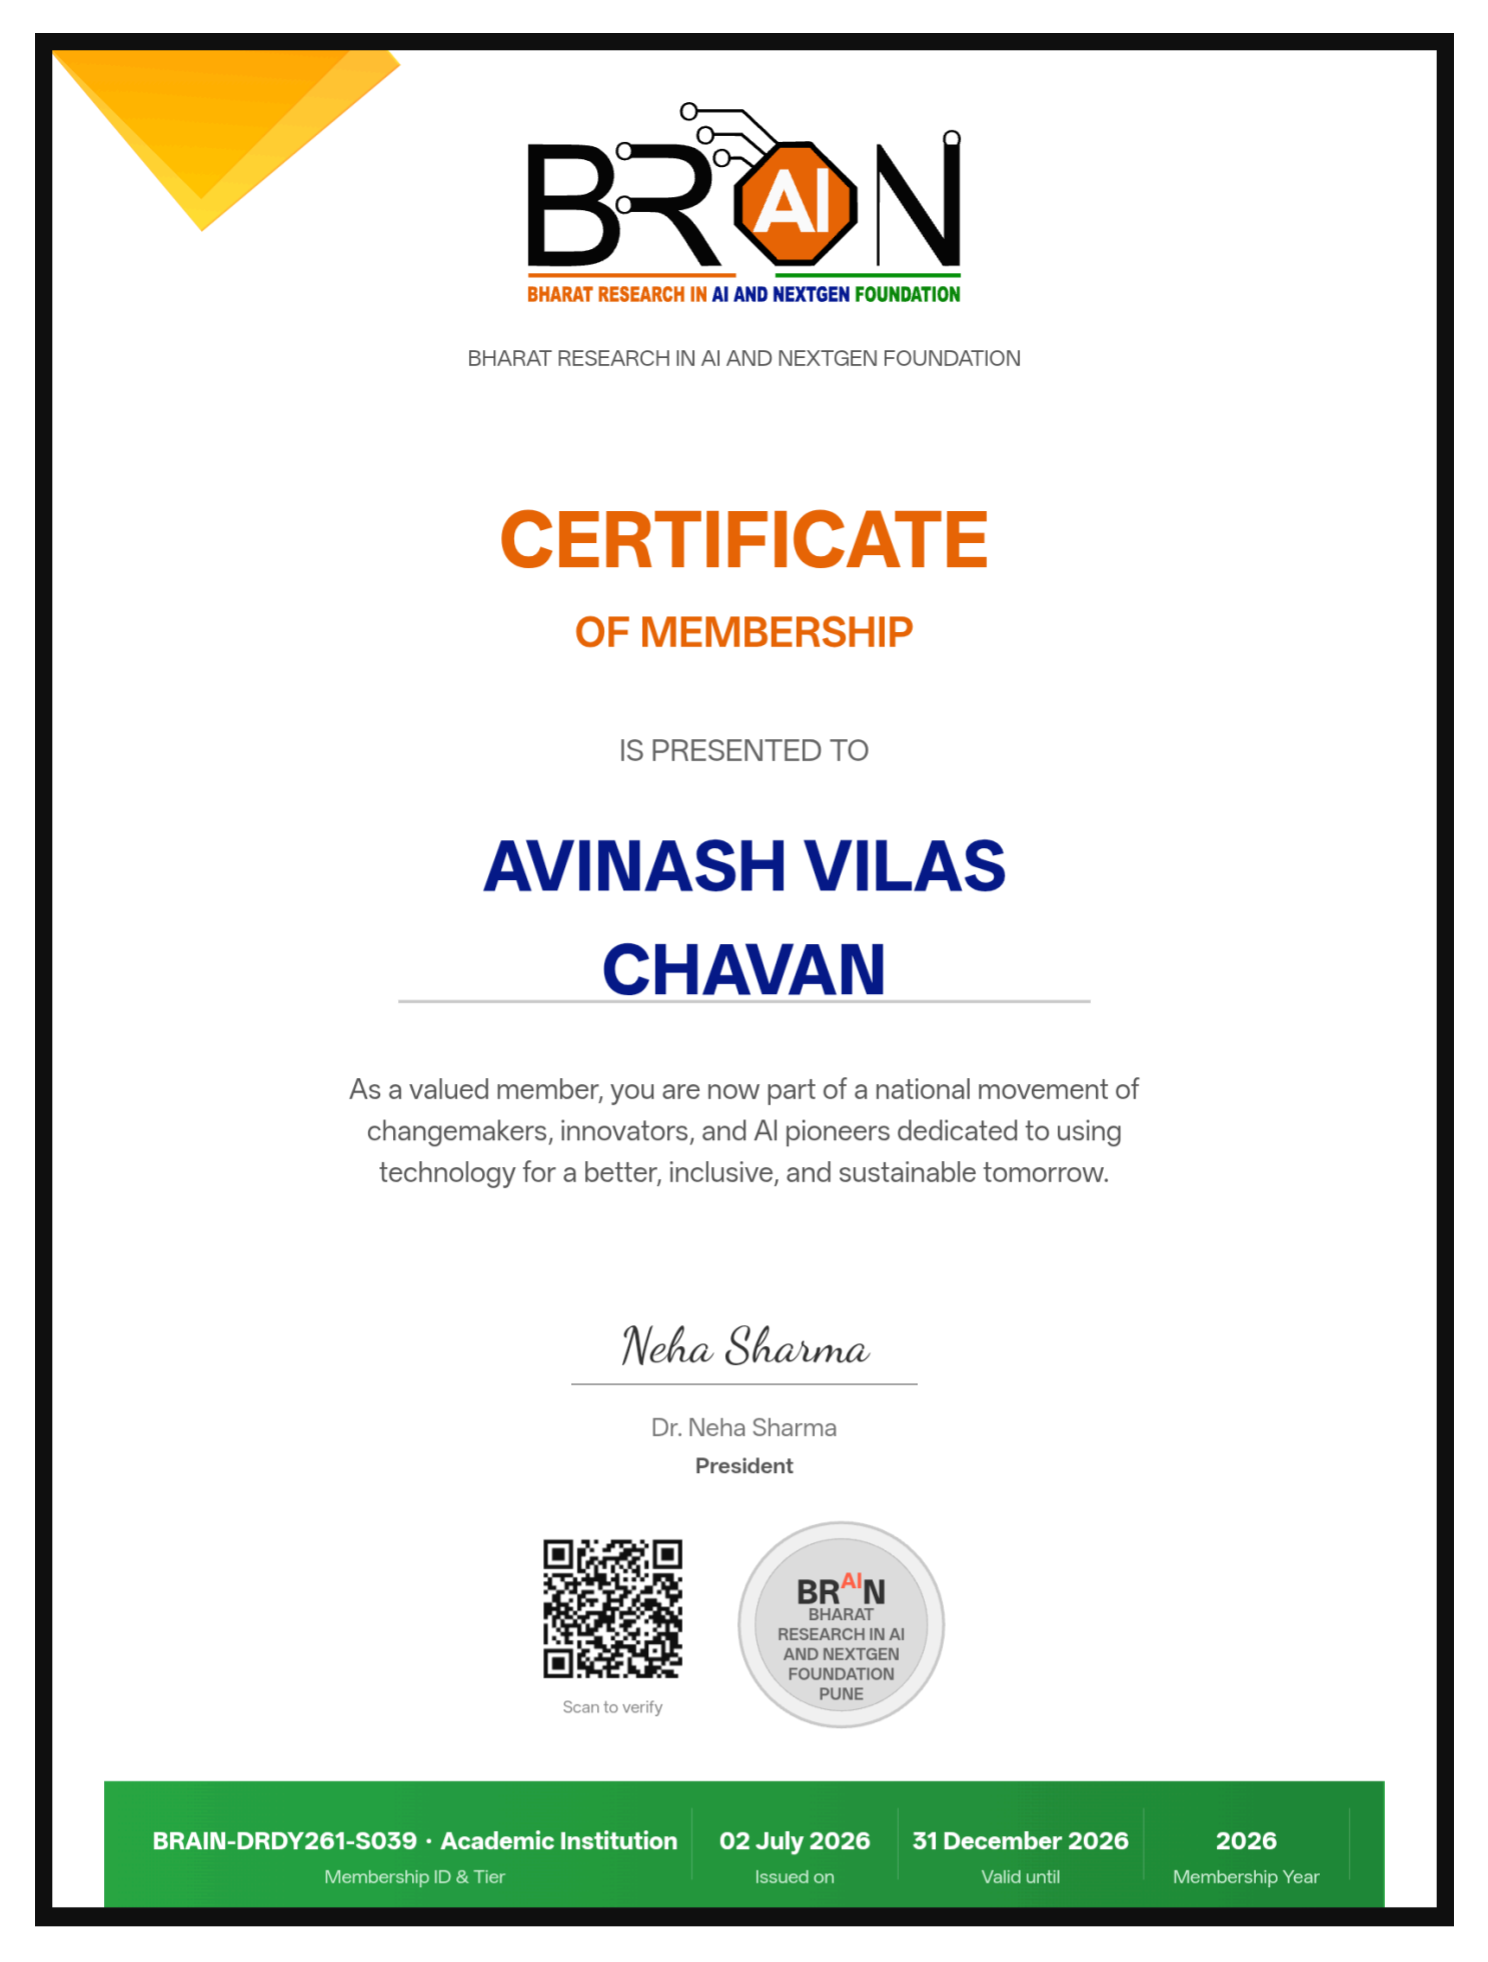 BRAIN
BHARAT RESEARCH IN AI AND NEXTGEN FOUNDATION
BHARAT RESEARCH IN AI AND NEXTGEN FOUNDATION
CERTIFICATE
OF MEMBERSHIP
IS PRESENTED TO
AVINASH VILAS
CHAVAN
As a valued member, you are now part of a national movement of
changemakers, innovators, and AI pioneers dedicated to using
technology for a better, inclusive, and sustainable tomorrow.
Neha Sharma
Dr. Neha Sharma
President
Scan to verify
BRAIN
BHARAT
RESEARCH IN AI
AND NEXTGEN
FOUNDATION
PUNE
BRAIN-DRDY261-S039 · Academic Institution
Membership ID & Tier
02 July 2026
Issued on
31 December 2026
Valid until
2026
Membership Year